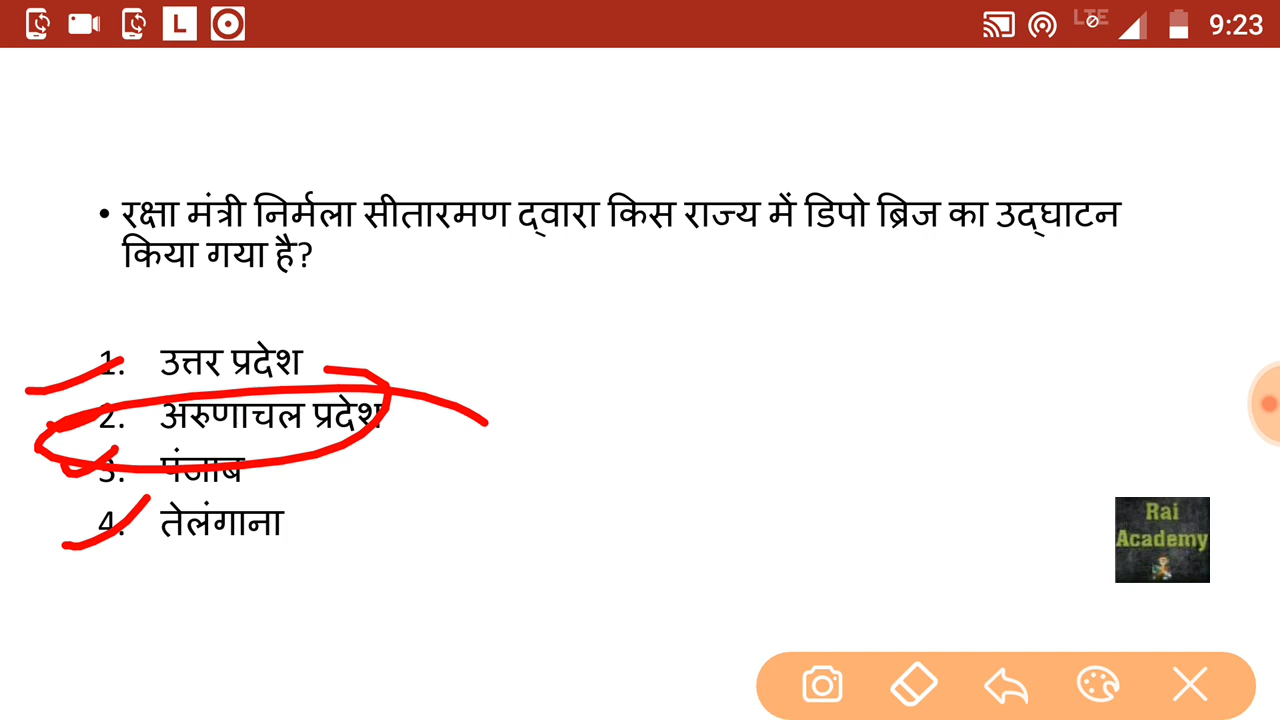 L
LTE
9:23
• रक्षा मंत्री निर्मला सीतारमण द्वारा किस राज्य में डिपो ब्रिज का उद्घाटन
किया गया है?
1. उत्तर प्रदेश
2. अरुणाचल प्रदेश
3. पंजाब
4. तेलंगाना
Rai
Academy